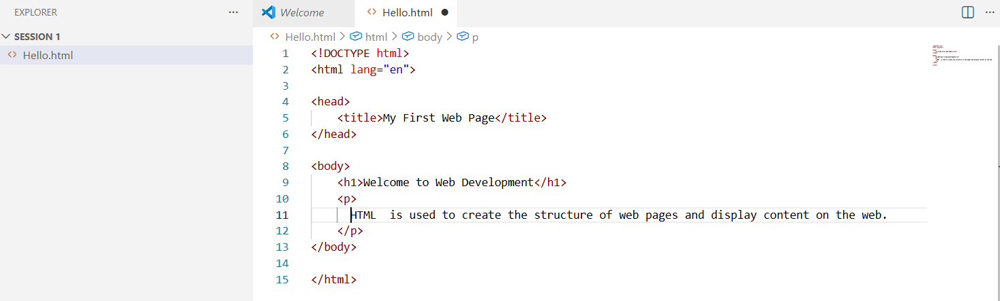 EXPLORER ...
SESSION 1
Hello.html
Welcome
Hello.html
Hello.html > html > body > p
1 <!DOCTYPE html>
2 <html lang="en">
3
4 <head>
5     <title>My First Web Page</title>
6 </head>
7
8 <body>
9     <h1>Welcome to Web Development</h1>
10     <p>
11       HTML  is used to create the structure of web pages and display content on the web.
12     </p>
13 </body>
14
15 </html>